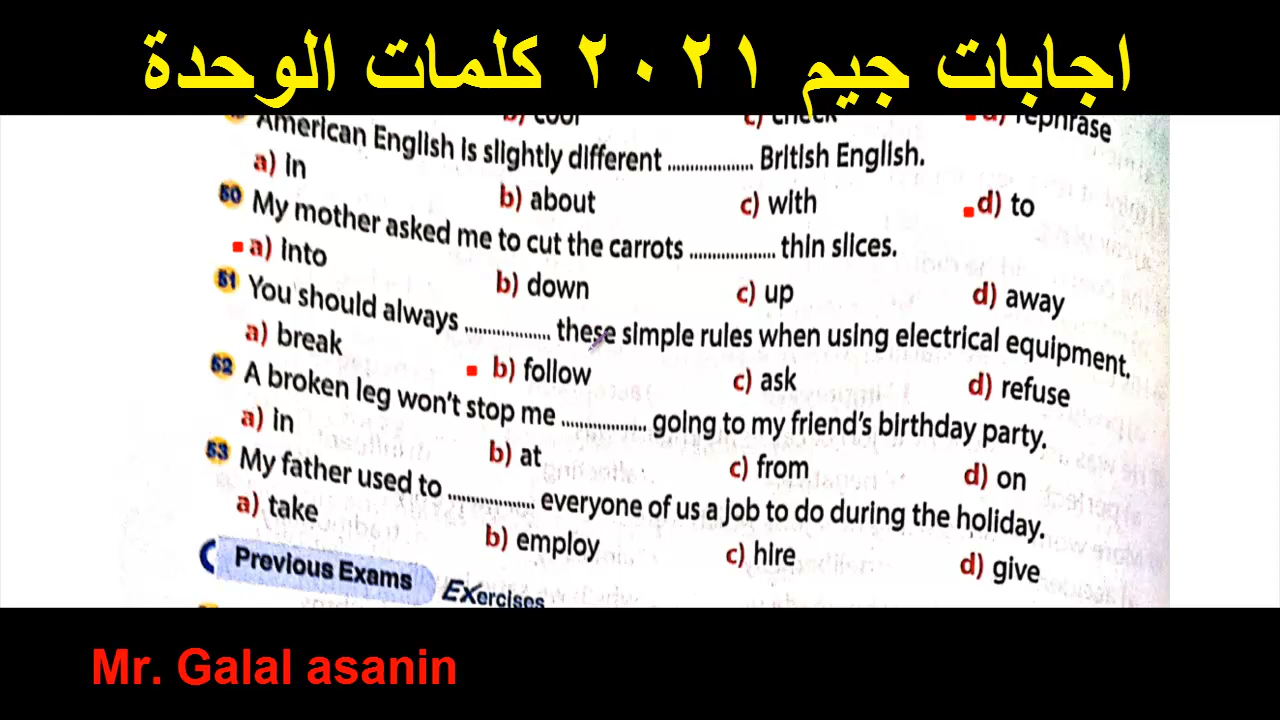 اجابات جيم ٢٠٢١ كلمات الوحدة
b) cool c) check d) rephrase
American English is slightly different .................. British English.
a) in b) about c) with d) to
50 My mother asked me to cut the carrots .................. thin slices.
a) into b) down c) up d) away
51 You should always .................. these simple rules when using electrical equipment.
a) break b) follow c) ask d) refuse
52 A broken leg won't stop me .................. going to my friend's birthday party.
a) in b) at c) from d) on
53 My father used to .................. everyone of us a job to do during the holiday.
a) take b) employ c) hire d) give
Previous Exams Exercises
Mr. Galal asanin